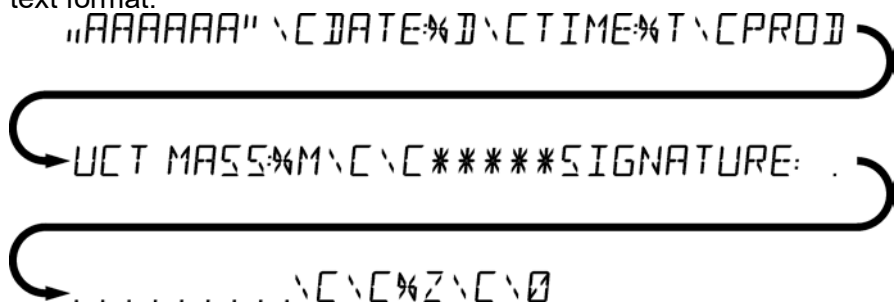 text format:
„AAAAAA" \CDATE:%D\CTIME:%T\CPROD
UCT MASS:%M\C\C*****SIGNATURE: .
. . . . . . . . . .\C\C%Z\C\0